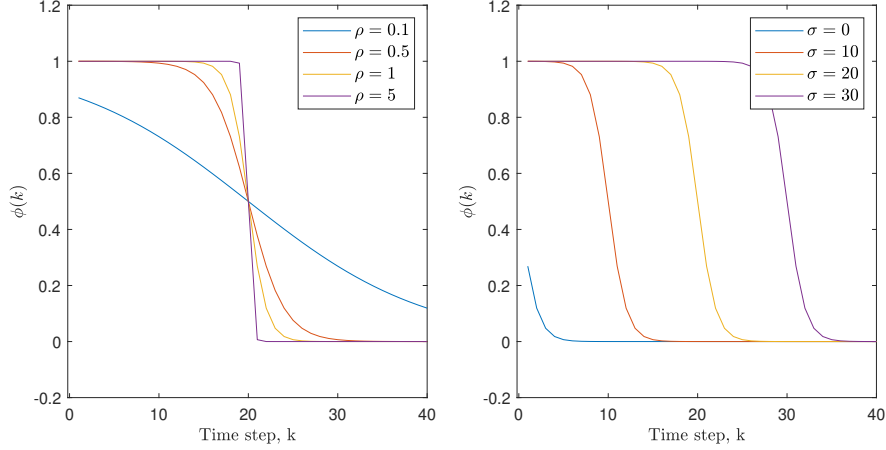 1.2
1
0.8
0.6
0.4
0.2
0
-0.2
ϕ(k)
0
10
20
30
40
Time step, k
ρ = 0.1
ρ = 0.5
ρ = 1
ρ = 5
1.2
1
0.8
0.6
0.4
0.2
0
-0.2
ϕ(k)
0
10
20
30
40
Time step, k
σ = 0
σ = 10
σ = 20
σ = 30